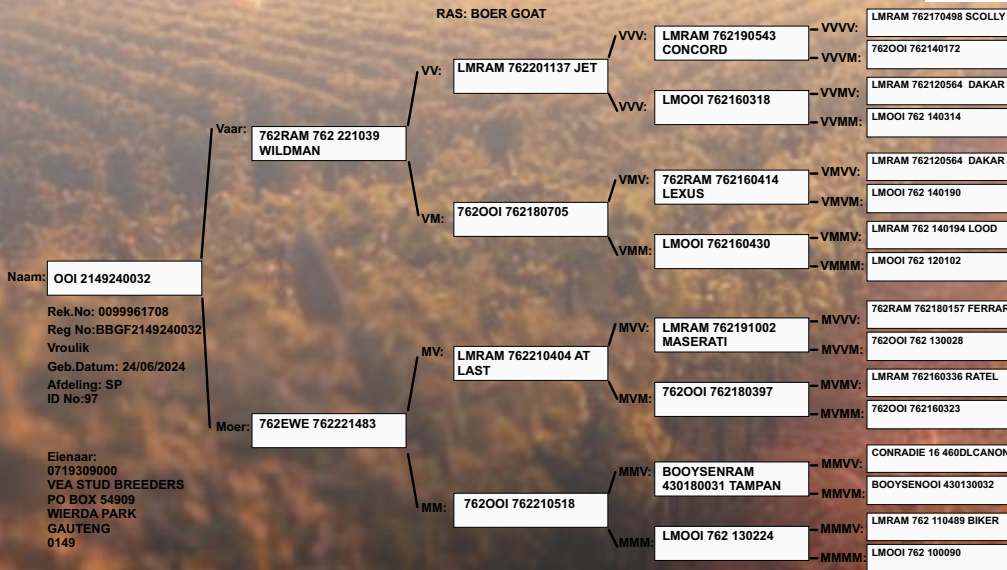 RAS: BOER GOAT
Naam: OOI 2149240032
Rek.No: 0099961708
Reg No:BBGF2149240032
Vroulik
Geb.Datum: 24/06/2024
Afdeling: SP
ID No:97
Eienaar:
0719309000
VEA STUD BREEDERS
PO BOX 54909
WIERDA PARK
GAUTENG
0149
Vaar: 762RAM 762 221039
WILDMAN
Moer: 762EWE 762221483
VV: LMRAM 762201137 JET
VM: 762OOI 762180705
MV: LMRAM 762210404 AT
LAST
MM: 762OOI 762210518
VVV: LMRAM 762190543
CONCORD
VVV: LMOOI 762160318
VMV: 762RAM 762160414
LEXUS
VMM: LMOOI 762160430
MVV: LMRAM 762191002
MASERATI
MVM: 762OOI 762180397
MMV: BOOYSENRAM
430180031 TAMPAN
MMM: LMOOI 762 130224
VVVV: LMRAM 762170498 SCOLLY
VVVM: 762OOI 762140172
VVMV: LMRAM 762120564 DAKAR
VVMM: LMOOI 762 140314
VMVV: LMRAM 762120564 DAKAR
VMVM: LMOOI 762 140190
VMMV: LMRAM 762 140194 LOOD
VMMM: LMOOI 762 120102
MVVV: 762RAM 762180157 FERRAR
MVVM: 762OOI 762 130028
MVMV: LMRAM 762160336 RATEL
MVMM: 762OOI 762160323
MMVV: CONRADIE 16 460DLCANON
MMVM: BOOYSENOOI 430130032
MMMV: LMRAM 762 110489 BIKER
MMMM: LMOOI 762 100090